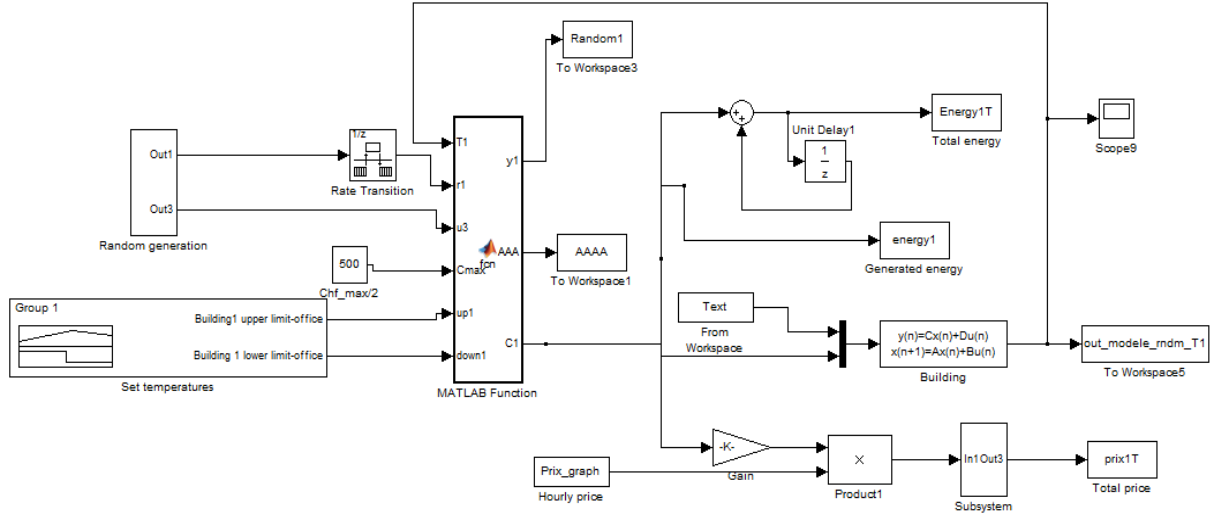 Random1
To Workspace3
Energy1T
Total energy
Unit Delay1
1
z
Scope9
Out1
Out3
Random generation
1/z
Rate Transition
T1
r1
u3
Cmax
up1
down1
fcn
y1
AAA
C1
MATLAB Function
AAAA
To Workspace1
energy1
Generated energy
500
Chf_max/2
Group 1
Building1 upper limit-office
Building 1 lower limit-office
Set temperatures
Text
From
Workspace
y(n)=Cx(n)+Du(n)
x(n+1)=Ax(n)+Bu(n)
Building
out_modele_rndm_T1
To Workspace5
-K-
Gain
Prix_graph
Hourly price
×
Product1
In1
Out3
Subsystem
prix1T
Total price